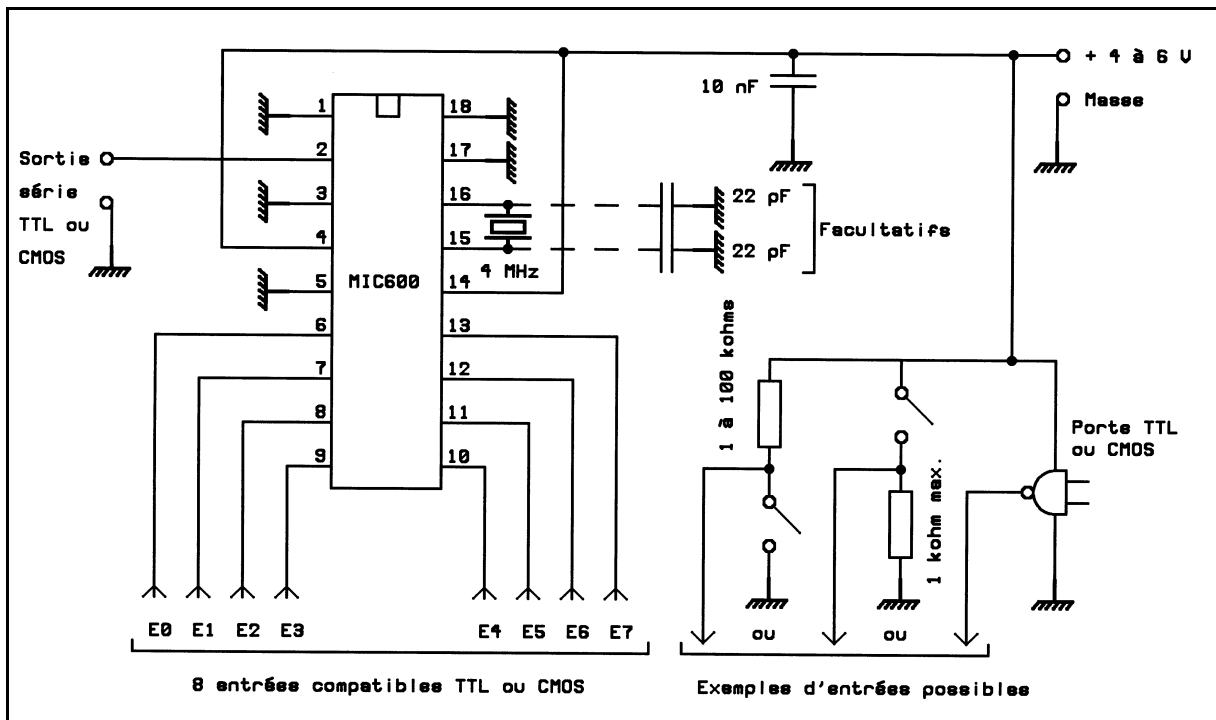 + 4 à 6 V
10 nF
Masse
1
18
Sortie
2
17
série
3
16
22 pF
TTL ou
Facultatifs
4
15
22 pF
CMOS
4 MHz
5
MIC600
14
6
13
7
12
8
11
9
10
1 à 100 kohms
Porte TTL
ou CMOS
1 kohm max.
E0 E1 E2 E3 E4 E5 E6 E7
ou
ou
8 entrées compatibles TTL ou CMOS
Exemples d'entrées possibles